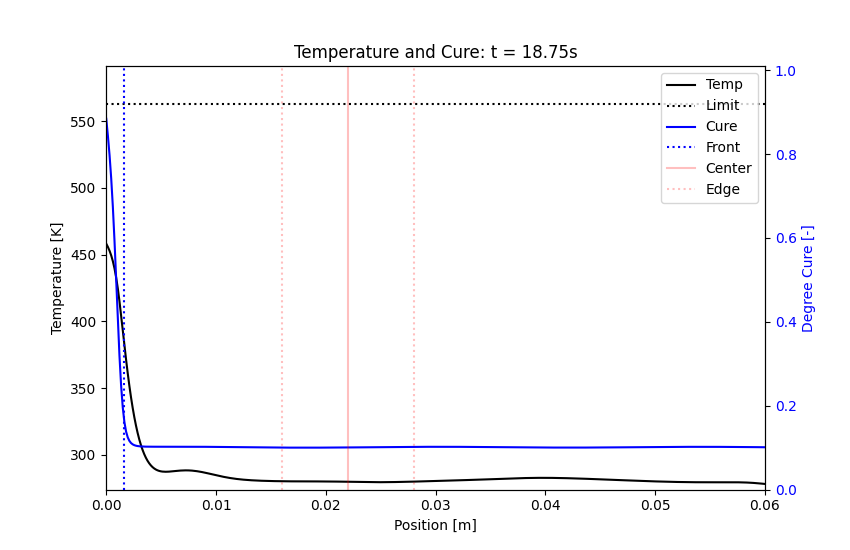 Temperature and Cure: t = 18.75s
Temperature [K]
550
500
450
400
350
300
Temp
Limit
Cure
Front
Center
Edge
1.0
0.8
0.6
0.4
0.2
0.0
Degree Cure [-]
0.00
0.01
0.02
0.03
0.04
0.05
0.06
Position [m]